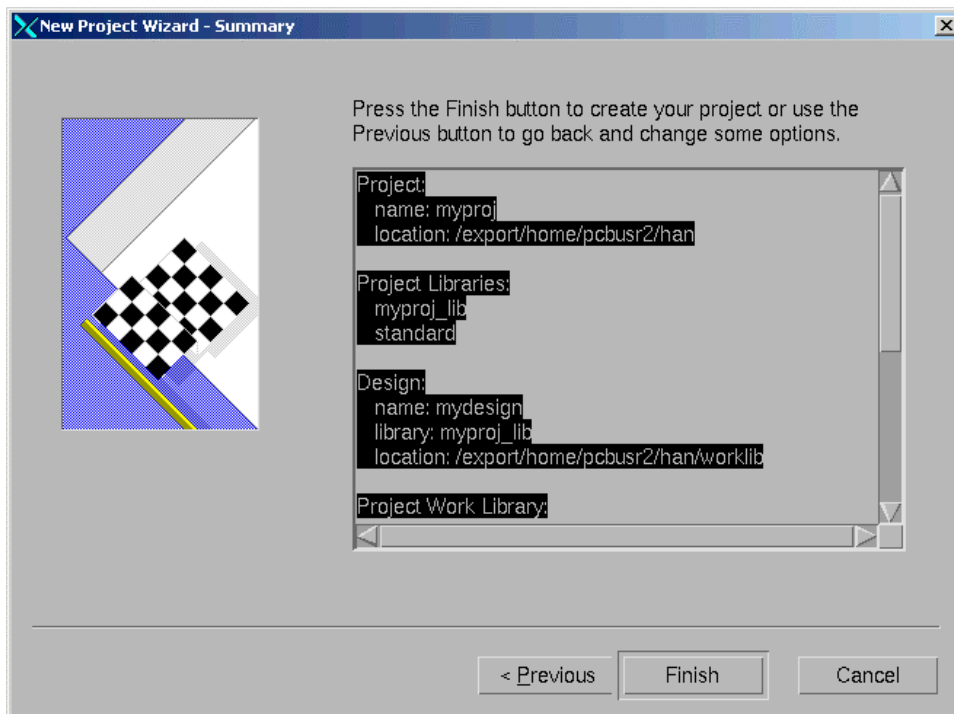 New Project Wizard - Summary
Press the Finish button to create your project or use the
Previous button to go back and change some options.
Project:
name: myproj
location: /export/home/pcbusr2/han
Project Libraries:
myproj_lib
standard
Design:
name: mydesign
library: myproj_lib
location: /export/home/pcbusr2/han/worklib
Project Work Library:
< Previous
Finish
Cancel